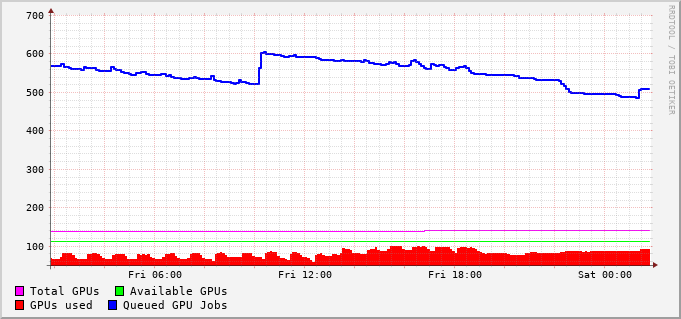 700
600
500
400
300
200
100
Fri 06:00 Fri 12:00 Fri 18:00 Sat 00:00
Total GPUs Available GPUs
GPUs used Queued GPU Jobs
RRDTOOL / TOBI OETIKER